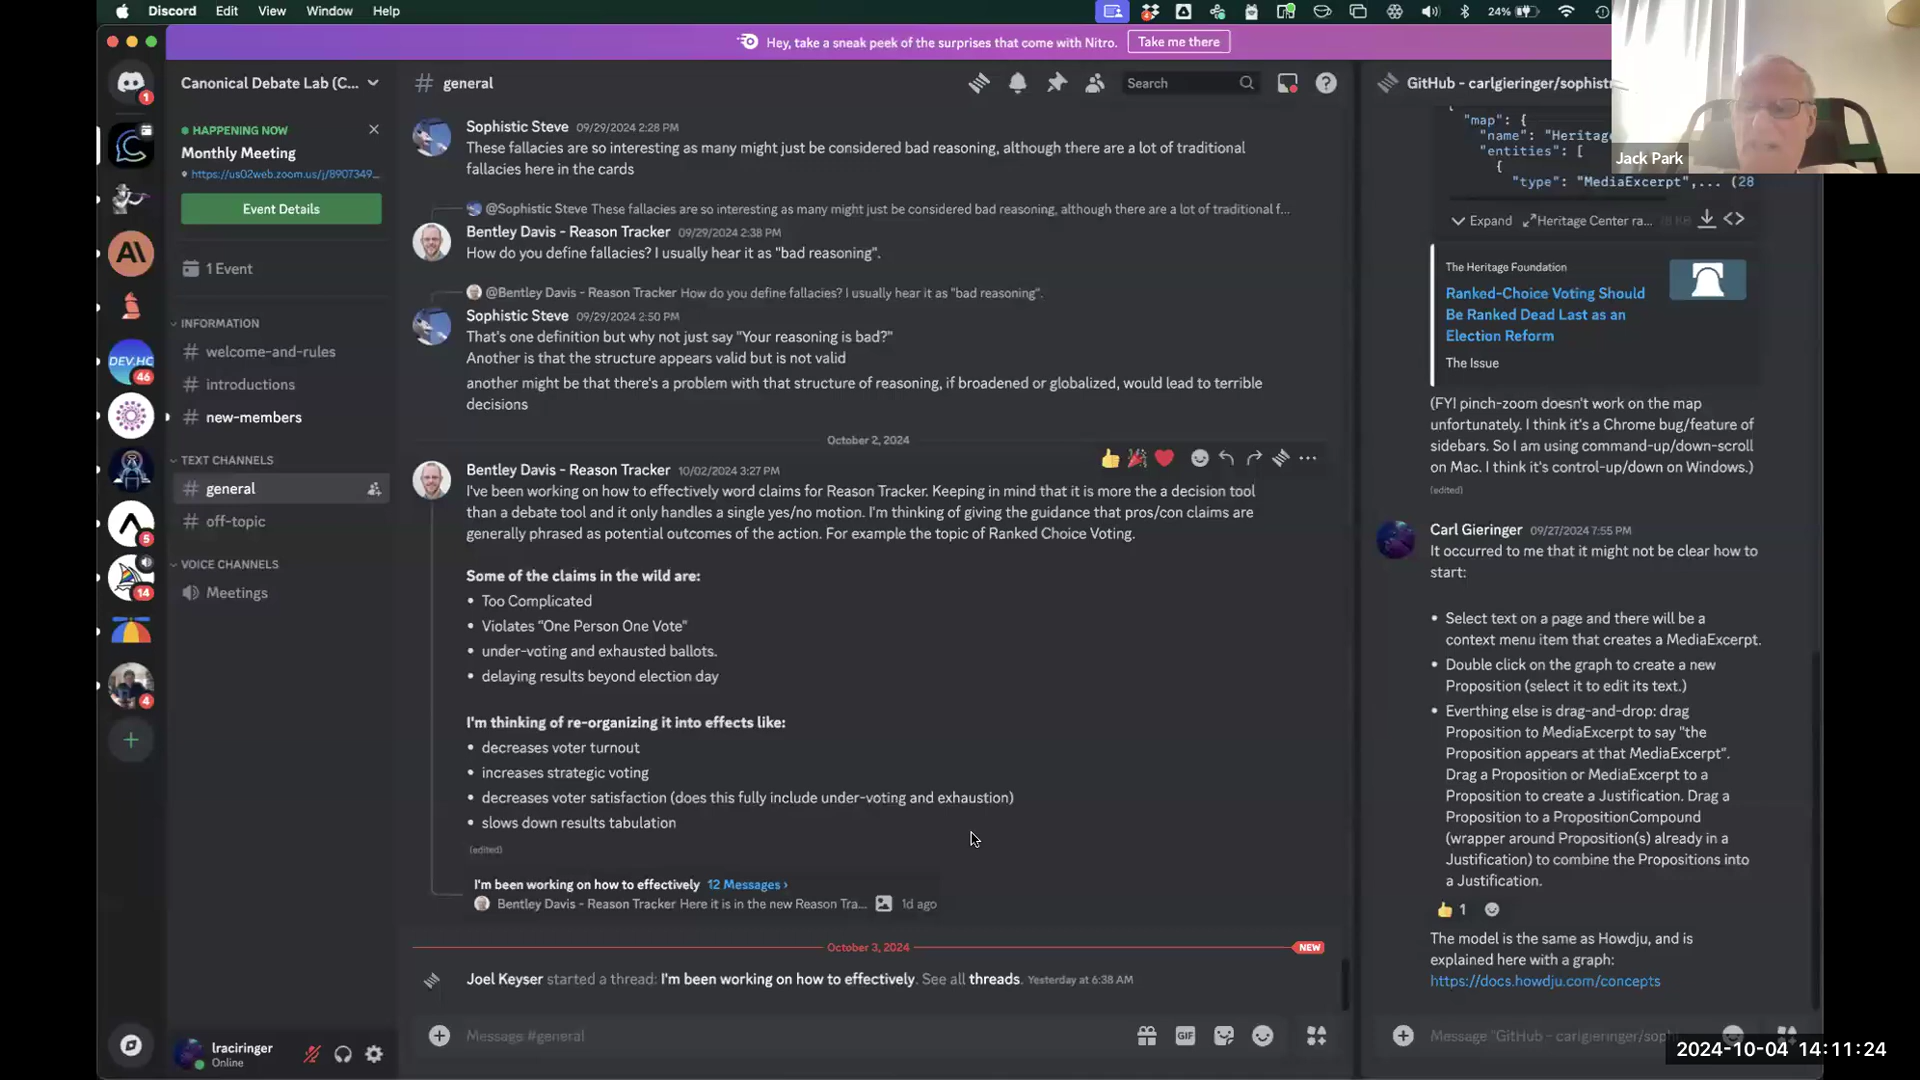 Discord Edit View Window Help
24%
Hey, take a sneak peek of the surprises that come with Nitro. Take me there
Canonical Debate Lab (C...
HAPPENING NOW
Monthly Meeting
https://us02web.zoom.us/j/8907349...
Event Details
1 Event
INFORMATION
welcome-and-rules
introductions
new-members
TEXT CHANNELS
general
off-topic
VOICE CHANNELS
Meetings
1
AI
DEV.HC
46
5
14
4
lraciringer
Online
# general
Search
Sophistic Steve 09/29/2024 2:28 PM
These fallacies are so interesting as many might just be considered bad reasoning, although there are a lot of traditional
fallacies here in the cards
@Sophistic Steve These fallacies are so interesting as many might just be considered bad reasoning, although there are a lot of traditional f...
Bentley Davis - Reason Tracker 09/29/2024 2:38 PM
How do you define fallacies? I usually hear it as "bad reasoning".
@Bentley Davis - Reason Tracker How do you define fallacies? I usually hear it as "bad reasoning".
Sophistic Steve 09/29/2024 2:50 PM
That's one definition but why not just say "Your reasoning is bad?"
Another is that the structure appears valid but is not valid
another might be that there's a problem with that structure of reasoning, if broadened or globalized, would lead to terrible
decisions
October 2, 2024
Bentley Davis - Reason Tracker 10/02/2024 3:27 PM
I've been working on how to effectively word claims for Reason Tracker. Keeping in mind that it is more the a decision tool
than a debate tool and it only handles a single yes/no motion. I'm thinking of giving the guidance that pros/con claims are
generally phrased as potential outcomes of the action. For example the topic of Ranked Choice Voting.
Some of the claims in the wild are:
• Too Complicated
• Violates "One Person One Vote"
• under-voting and exhausted ballots.
• delaying results beyond election day
I'm thinking of re-organizing it into effects like:
• decreases voter turnout
• increases strategic voting
• decreases voter satisfaction (does this fully include under-voting and exhaustion)
• slows down results tabulation
(edited)
I'm been working on how to effectively 12 Messages ›
Bentley Davis - Reason Tracker Here it is in the new Reason Tra... 1d ago
October 3, 2024 NEW
Joel Keyser started a thread: I'm been working on how to effectively. See all threads. Yesterday at 6:38 AM
Message #general
GIF
GitHub - carlgieringer/sophist
"map": {
"name": "Heritag
"entities": [
{
"type": "MediaExcerpt",... (28
Expand Heritage Center ra...
The Heritage Foundation
Ranked-Choice Voting Should
Be Ranked Dead Last as an
Election Reform
The Issue
(FYI pinch-zoom doesn't work on the map
unfortunately. I think it's a Chrome bug/feature of
sidebars. So I am using command-up/down-scroll
on Mac. I think it's control-up/down on Windows.)
(edited)
Carl Gieringer 09/27/2024 7:55 PM
It occurred to me that it might not be clear how to
start:
• Select text on a page and there will be a
context menu item that creates a MediaExcerpt.
• Double click on the graph to create a new
Proposition (select it to edit its text.)
• Everthing else is drag-and-drop: drag
Proposition to MediaExcerpt to say "the
Proposition appears at that MediaExcerpt".
Drag a Proposition or MediaExcerpt to a
Proposition to create a Justification. Drag a
Proposition to a PropositionCompound
(wrapper around Proposition(s) already in a
Justification) to combine the Propositions into
a Justification.
1
The model is the same as Howdju, and is
explained here with a graph:
https://docs.howdju.com/concepts
Message "GitHub - carlgieringer/soph
Jack Park
2024-10-04 14:11:24